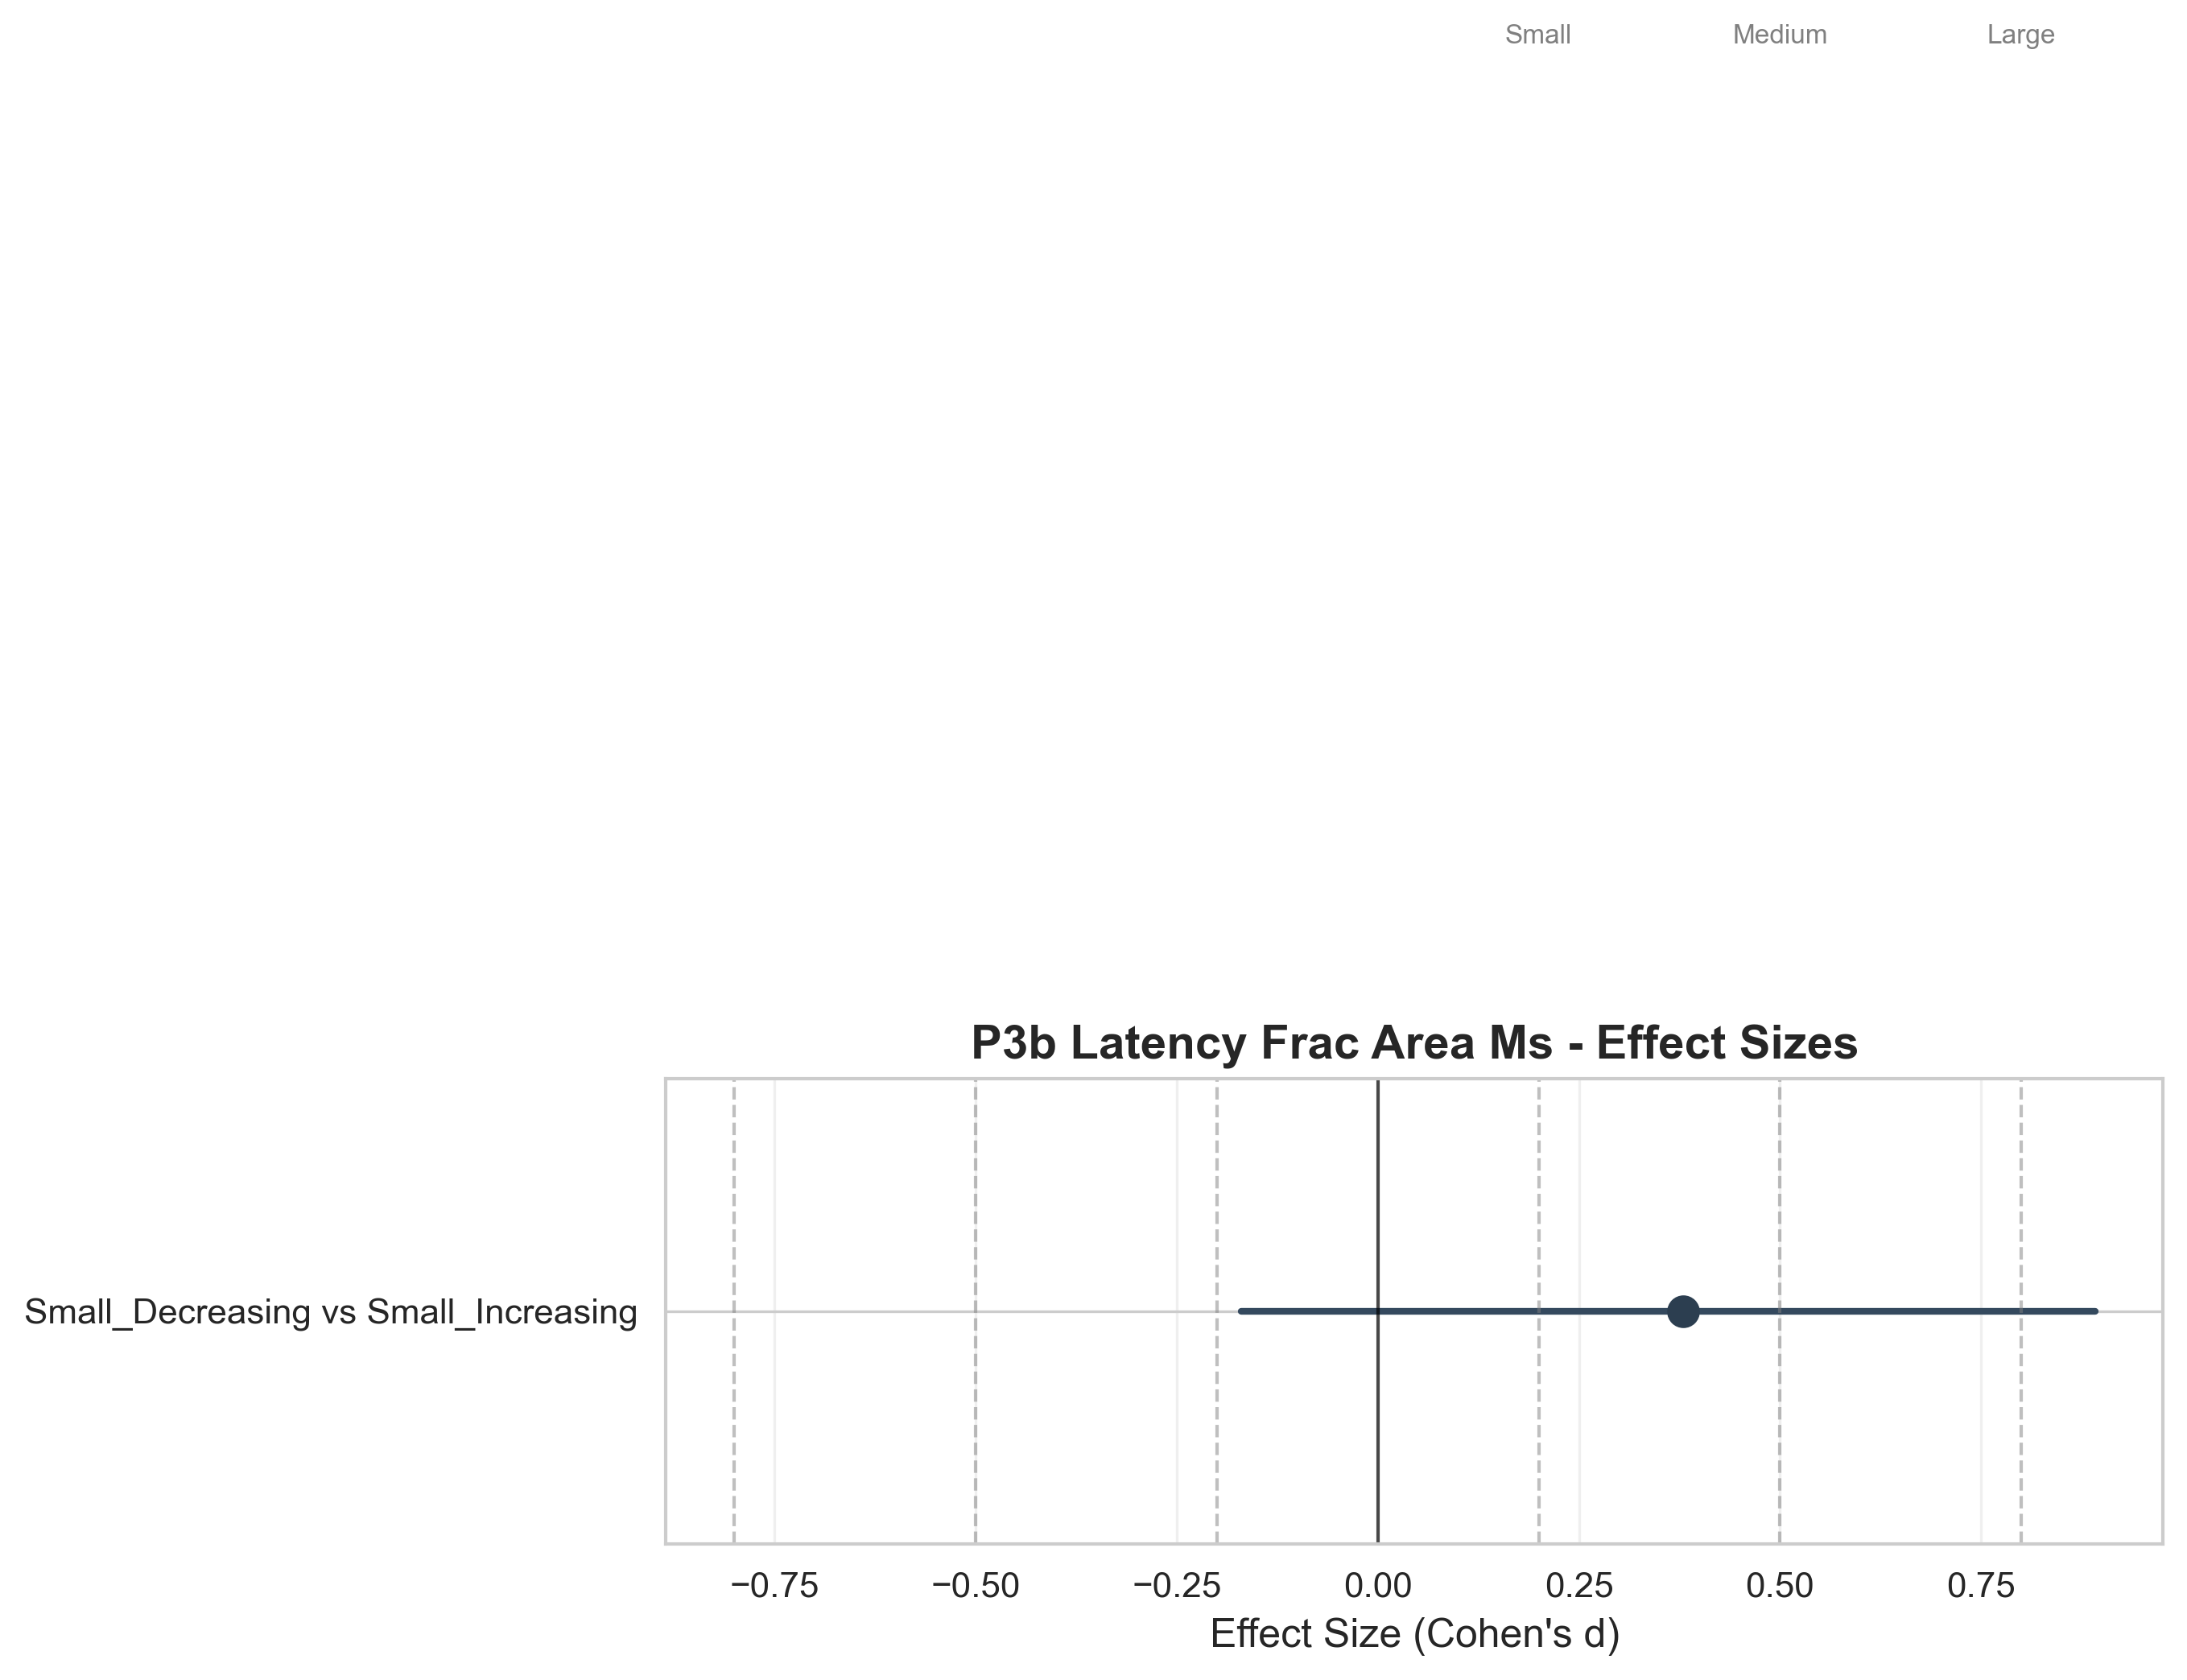 Small Medium Large
P3b Latency Frac Area Ms - Effect Sizes
Small_Decreasing vs Small_Increasing
−0.75 −0.50 −0.25 0.00 0.25 0.50 0.75
Effect Size (Cohen's d)